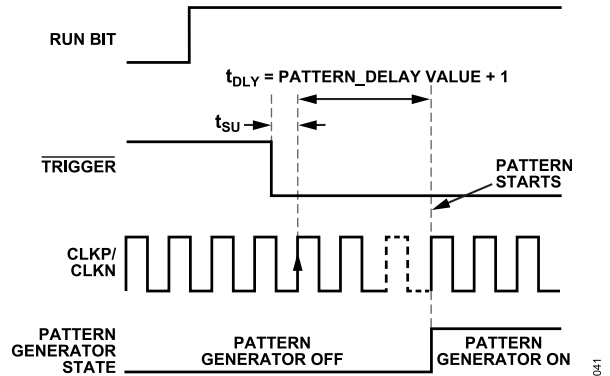 RUN BIT
tDLY = PATTERN_DELAY VALUE + 1
tSU
TRIGGER
PATTERN
STARTS
CLKP/
CLKN
PATTERN
GENERATOR
STATE
PATTERN
GENERATOR OFF
PATTERN
GENERATOR ON
041